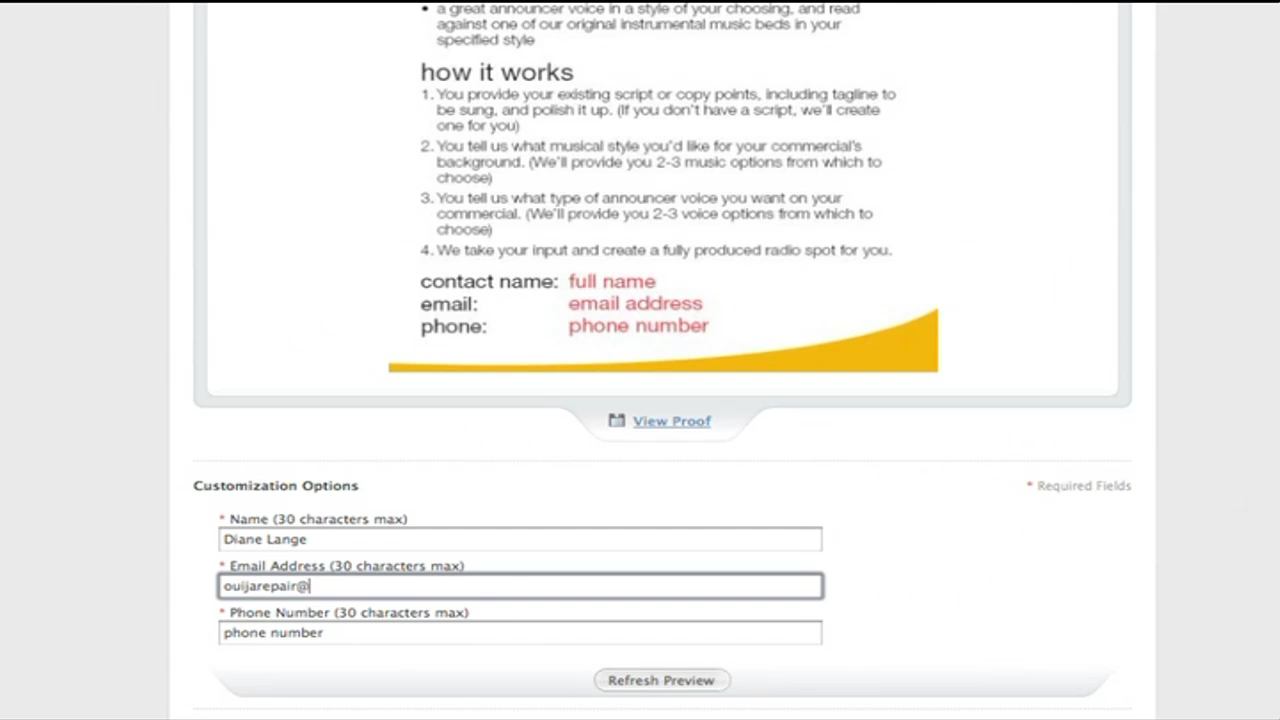 • a great announcer voice in a style of your choosing, and read
against one of our original instrumental music beds in your
specified style
how it works
1. You provide your existing script or copy points, including tagline to
be sung, and polish it up. (If you don't have a script, we'll create
one for you)
2. You tell us what musical style you'd like for your commercial's
background. (We'll provide you 2-3 music options from which to
choose)
3. You tell us what type of announcer voice you want on your
commercial. (We'll provide you 2-3 voice options from which to
choose)
4. We take your input and create a fully produced radio spot for you.
contact name: full name
email: email address
phone: phone number
View Proof
Customization Options * Required Fields
* Name (30 characters max)
Diane Lange
* Email Address (30 characters max)
ouijarepair@
* Phone Number (30 characters max)
phone number
Refresh Preview